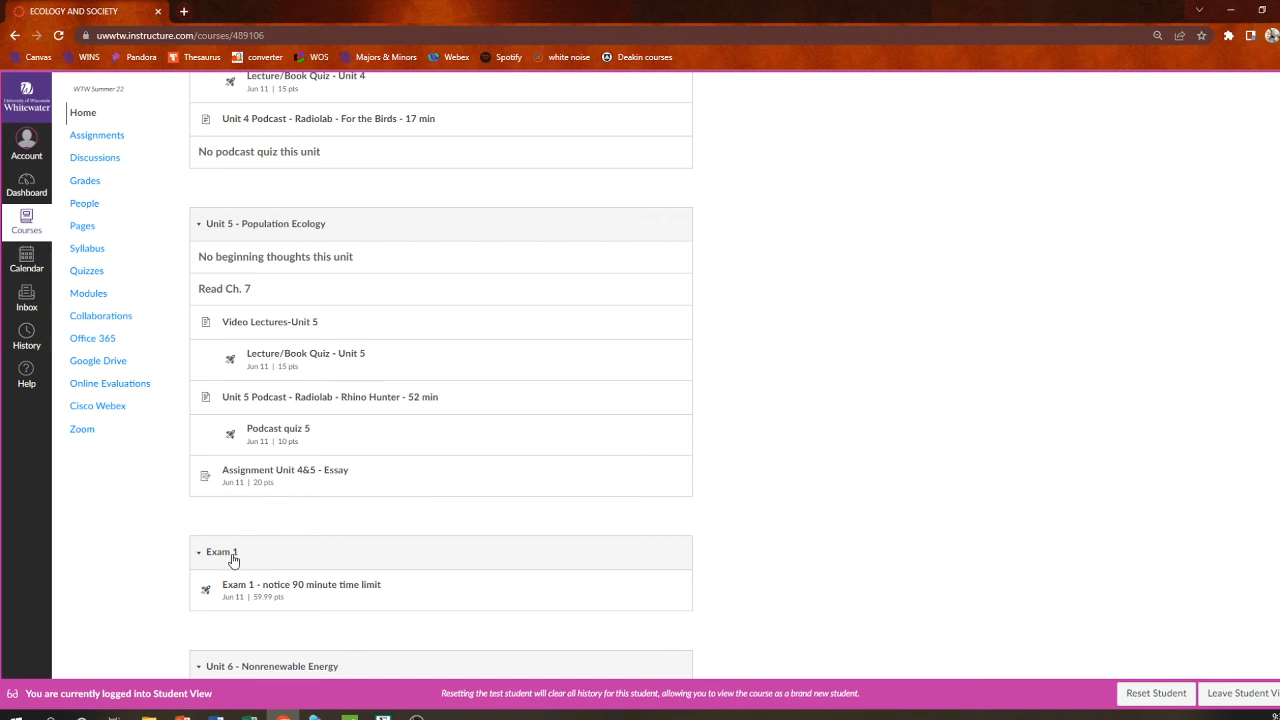 ECOLOGY AND SOCIETY
uwwtw.instructure.com/courses/489106
Canvas WINS Pandora Thesaurus converter WOS Majors & Minors Webex Spotify white noise Deakin courses
University of Wisconsin
Whitewater
Account
Dashboard
Courses
Calendar
Inbox
History
Help
WTW Summer 22
Home
Assignments
Discussions
Grades
People
Pages
Syllabus
Quizzes
Modules
Collaborations
Office 365
Google Drive
Online Evaluations
Cisco Webex
Zoom
Lecture/Book Quiz - Unit 4
Jun 11 | 15 pts
Unit 4 Podcast - Radiolab - For the Birds - 17 min
No podcast quiz this unit
Unit 5 - Population Ecology
No beginning thoughts this unit
Read Ch. 7
Video Lectures-Unit 5
Lecture/Book Quiz - Unit 5
Jun 11 | 15 pts
Unit 5 Podcast - Radiolab - Rhino Hunter - 52 min
Podcast quiz 5
Jun 11 | 10 pts
Assignment Unit 4&5 - Essay
Jun 11 | 20 pts
Exam 1
Exam 1 - notice 90 minute time limit
Jun 11 | 59.99 pts
Unit 6 - Nonrenewable Energy
You are currently logged into Student View
Resetting the test student will clear all history for this student, allowing you to view the course as a brand new student.
Reset Student
Leave Student Vi